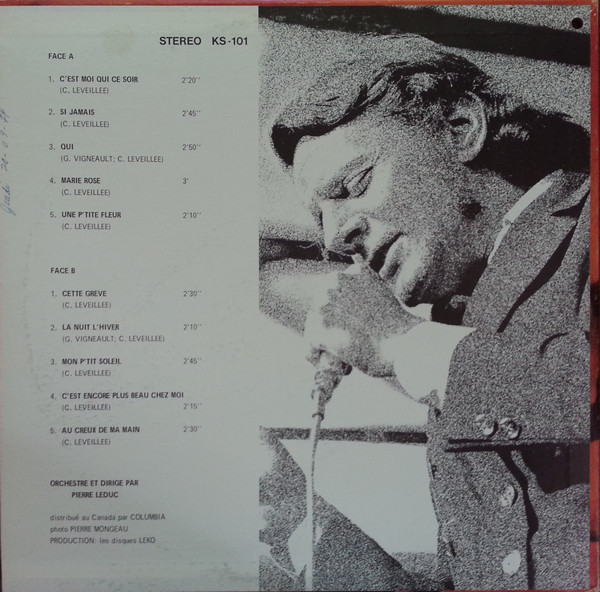 STEREO KS-101
FACE A
1. C'EST MOI QUI CE SOIR 2'20''
(C. LEVEILLEE)
2. SI JAMAIS 2'45''
(C. LEVEILLEE)
3. QUI 2'50''
(G. VIGNEAULT; C. LEVEILLEE)
4. MARIE ROSE 3'
(C. LEVEILLEE)
5. UNE P'TITE FLEUR 2'10''
(C. LEVEILLEE)
FACE B
1. CETTE GREVE 2'30''
(C. LEVEILLEE)
2. LA NUIT L'HIVER 2'10''
(G. VIGNEAULT; C. LEVEILLEE)
3. MON P'TIT SOLEIL 2'45''
(C. LEVEILLEE)
4. C'EST ENCORE PLUS BEAU CHEZ MOI
(C. LEVEILLEE) 2'15''
5. AU CREUX DE MA MAIN 2'30''
(C. LEVEILLEE)
ORCHESTRE ET DIRIGE PAR
PIERRE LEDUC
distribué au Canada par COLUMBIA
photo PIERRE MONGEAU
PRODUCTION: les disques LEKO